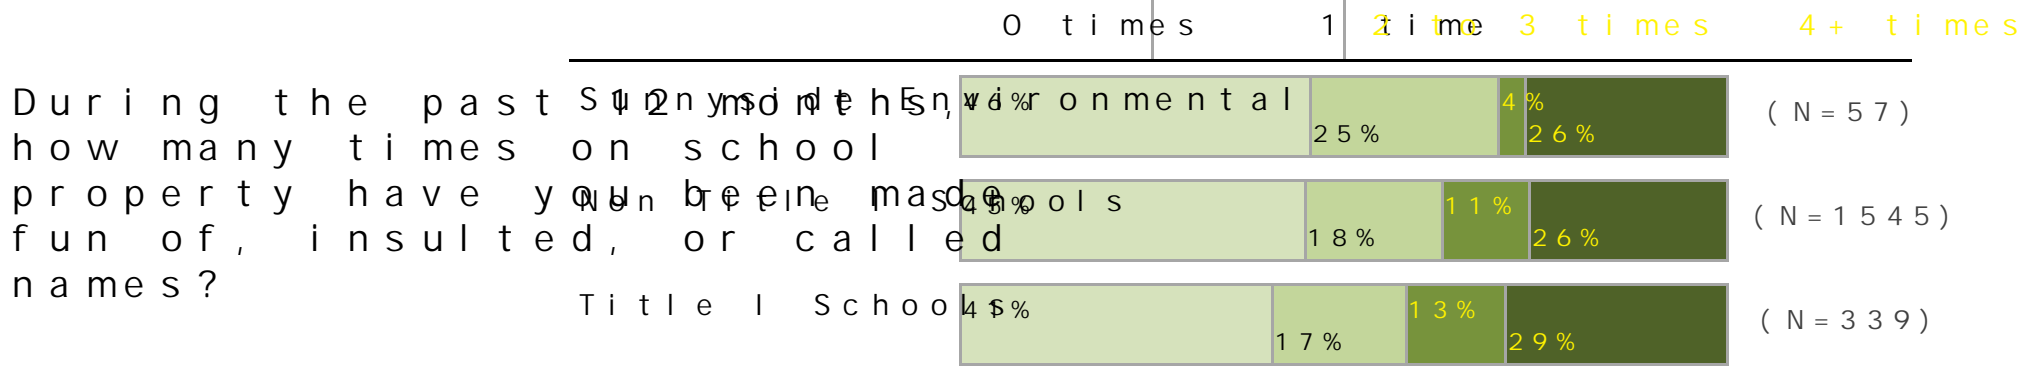 0 times 1 time 2 to 3 times 4+ times
During the past 12 months,
how many times on school
property have you been made
fun of, insulted, or called
names?
Sunnyside Environmental 46% 25% 4% 26% (N=57)
Non Title I Schools 45% 18% 11% 26% (N=1545)
Title I Schools 41% 17% 13% 29% (N=339)